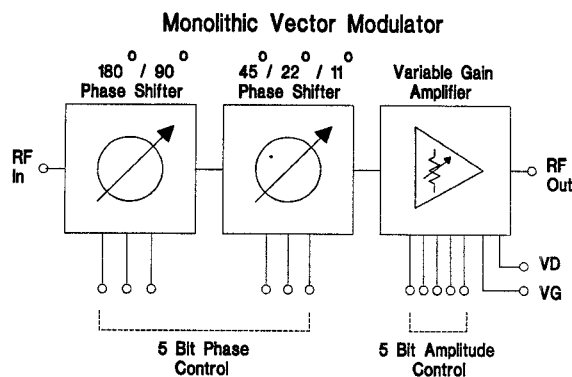 Monolithic Vector Modulator
180° / 90°
Phase Shifter
45° / 22° / 11°
Phase Shifter
Variable Gain
Amplifier
RF
In
RF
Out
VD
VG
5 Bit Phase
Control
5 Bit Amplitude
Control